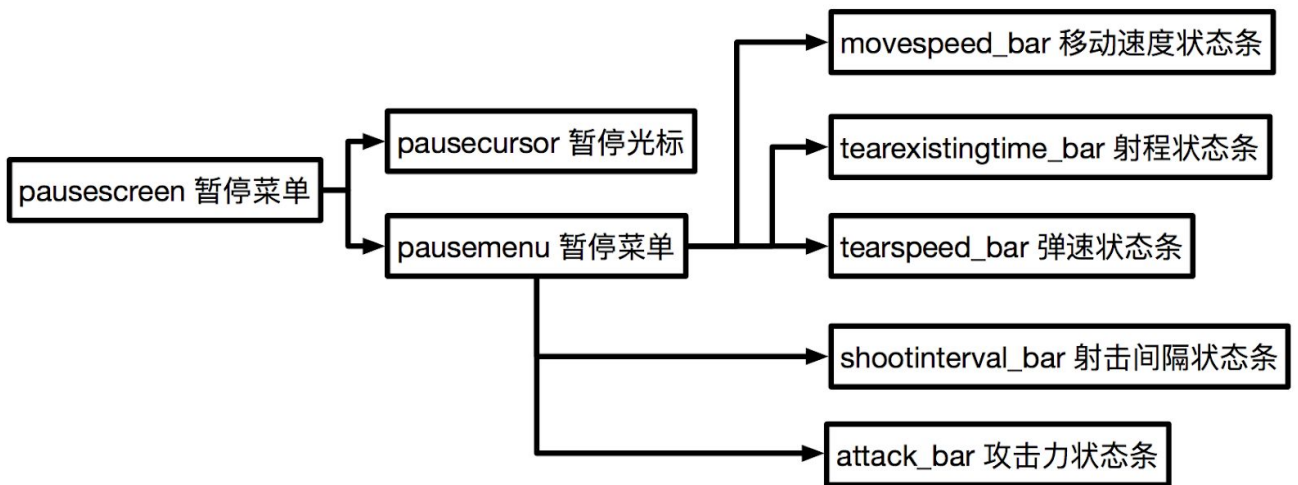 movespeed_bar 移动速度状态条
pausecursor 暂停光标
tearexistingtime_bar 射程状态条
pausescreen 暂停菜单
pausemenu 暂停菜单
tearspeed_bar 弹速状态条
shootinterval_bar 射击间隔状态条
attack_bar 攻击力状态条